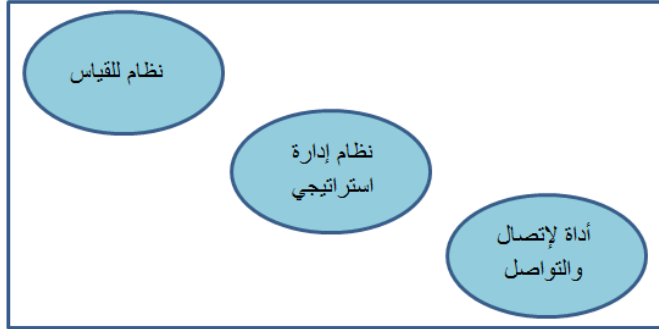 نظام للقياس
نظام إدارة
استراتيجي
أداة لإتصال
والتواصل